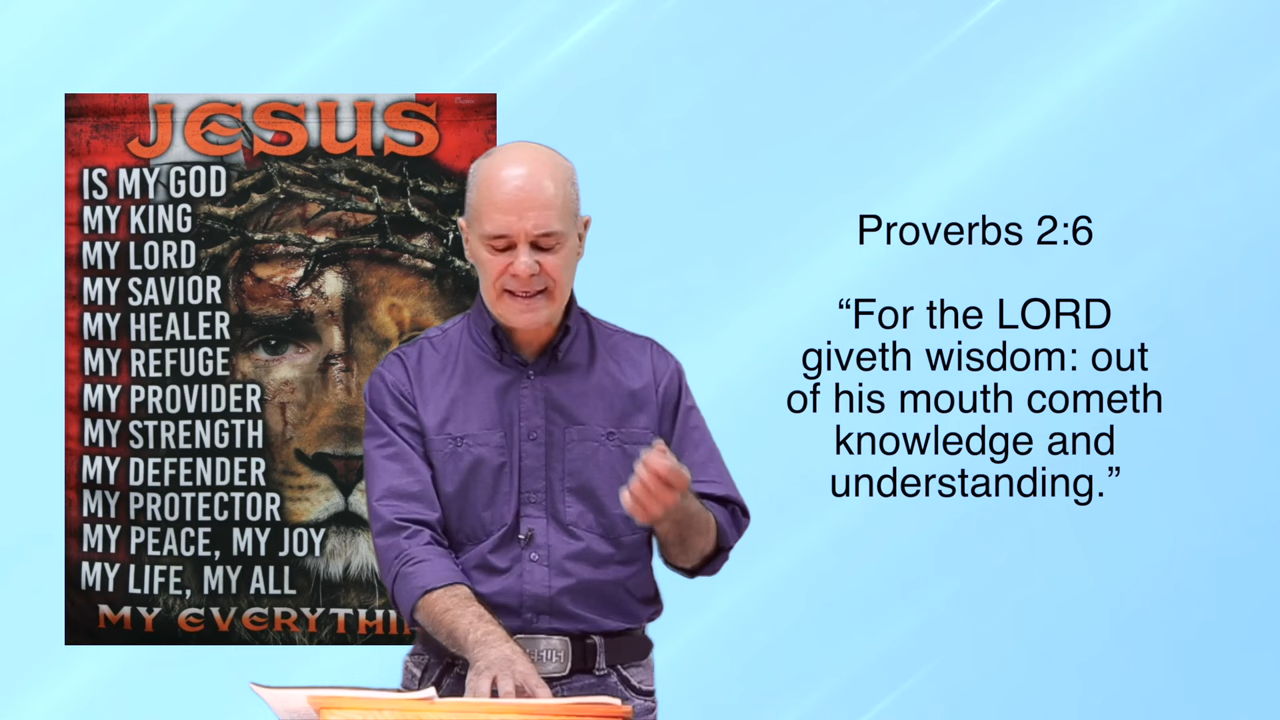 JESUS
IS MY GOD
MY KING
MY LORD
MY SAVIOR
MY HEALER
MY REFUGE
MY PROVIDER
MY STRENGTH
MY DEFENDER
MY PROTECTOR
MY PEACE, MY JOY
MY LIFE, MY ALL
MY EVERYTHI
Proverbs 2:6
“For the LORD
giveth wisdom: out
of his mouth cometh
knowledge and
understanding.”